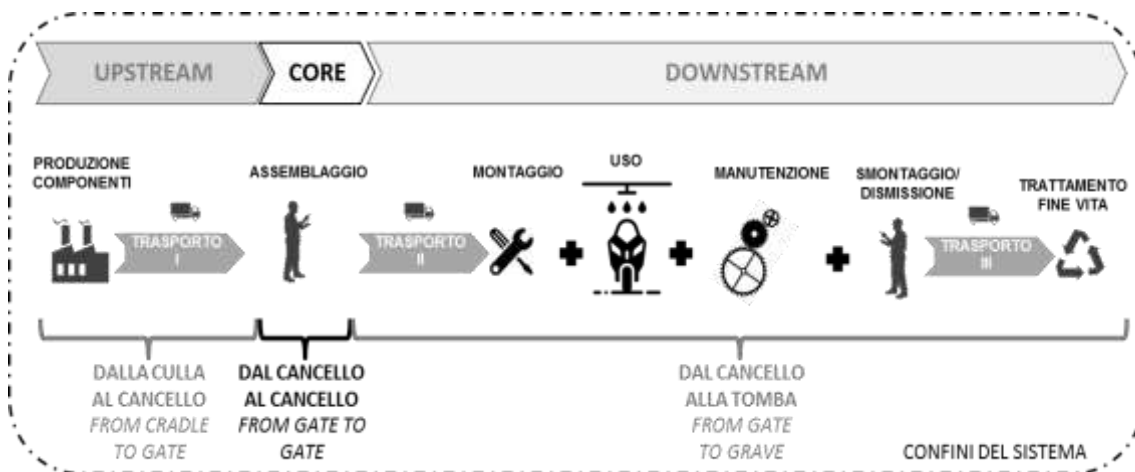 UPSTREAM
CORE
DOWNSTREAM
PRODUZIONE
COMPONENTI
ASSEMBLAGGIO
MONTAGGIO
USO
MANUTENZIONE
SMONTAGGIO/
DISMISSIONE
TRATTAMENTO
FINE VITA
TRASPORTO
I
TRASPORTO
II
TRASPORTO
III
DALLA CULLA
AL CANCELLO
FROM CRADLE
TO GATE
DAL CANCELLO
AL CANCELLO
FROM GATE TO
GATE
DAL CANCELLO
ALLA TOMBA
FROM GATE
TO GRAVE
CONFINI DEL SISTEMA